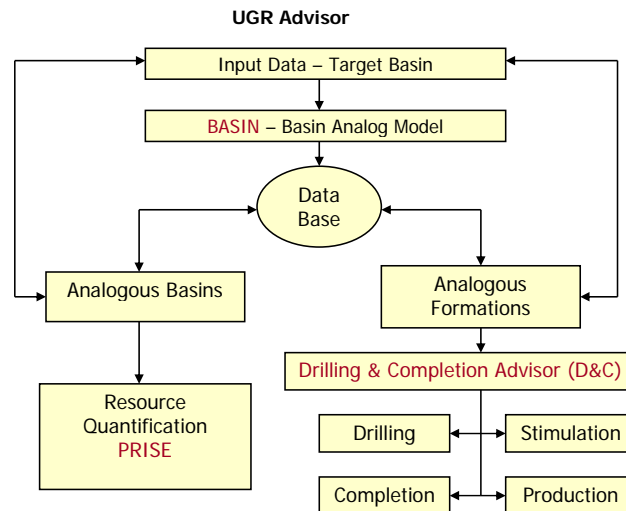 UGR Advisor
Input Data – Target Basin
BASIN – Basin Analog Model
Data
Base
Analogous Basins
Analogous
Formations
Drilling & Completion Advisor (D&C)
Resource
Quantification
PRISE
Drilling
Stimulation
Completion
Production